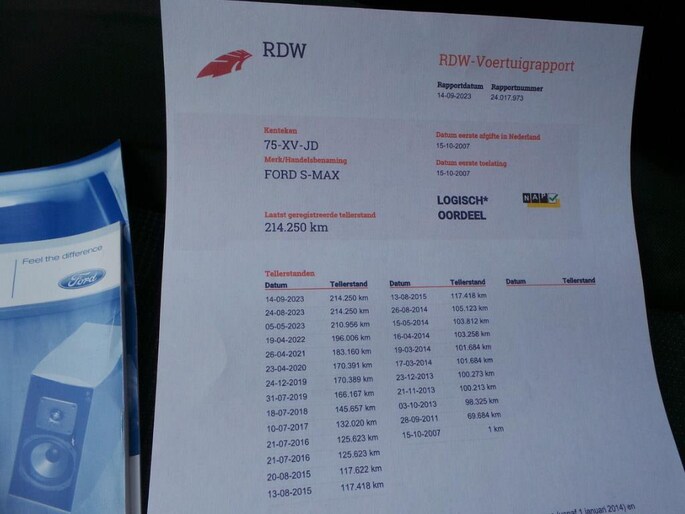 RDW
RDW-Voertuigrapport
Rapportdatum Rapportnummer
14-09-2023 24.017.973
Kenteken
75-XV-JD
Merk/Handelsbenaming
FORD S-MAX
Datum eerste afgifte in Nederland
15-10-2007
Datum eerste toelating
15-10-2007
LOGISCH*
OORDEEL
NAP
Laatst geregistreerde tellerstand
214.250 km
Tellerstanden
Datum Tellerstand Datum Tellerstand Datum Tellerstand
14-09-2023 214.250 km 13-08-2015 117.418 km
24-08-2023 214.250 km 26-08-2014 105.123 km
05-05-2023 210.956 km 15-05-2014 103.812 km
19-04-2022 196.006 km 16-04-2014 103.258 km
26-04-2021 183.160 km 19-03-2014 101.684 km
23-04-2020 170.391 km 17-03-2014 101.684 km
24-12-2019 170.389 km 23-12-2013 100.273 km
31-07-2019 166.167 km 21-11-2013 100.213 km
18-07-2018 145.657 km 03-10-2013 98.325 km
10-07-2017 132.020 km 28-09-2011 69.684 km
21-07-2016 125.623 km 15-10-2007 1 km
21-07-2016 125.623 km
20-08-2015 117.622 km
13-08-2015 117.418 km
1 januari 2014) en
Feel the difference
Ford